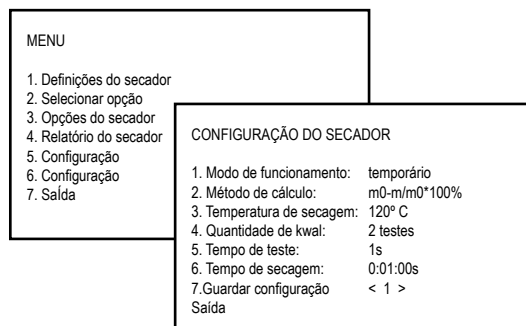 MENU
1. Definições do secador
2. Selecionar opção
3. Opções do secador
4. Relatório do secador
5. Configuração
6. Configuração
7. SaÍda
CONFIGURAÇÃO DO SECADOR
1. Modo de funcionamento: temporário
2. Método de cálculo: m0-m/m0*100%
3. Temperatura de secagem: 120º C
4. Quantidade de kwal: 2 testes
5. Tempo de teste: 1s
6. Tempo de secagem: 0:01:00s
7.Guardar configuração < 1 >
Saída